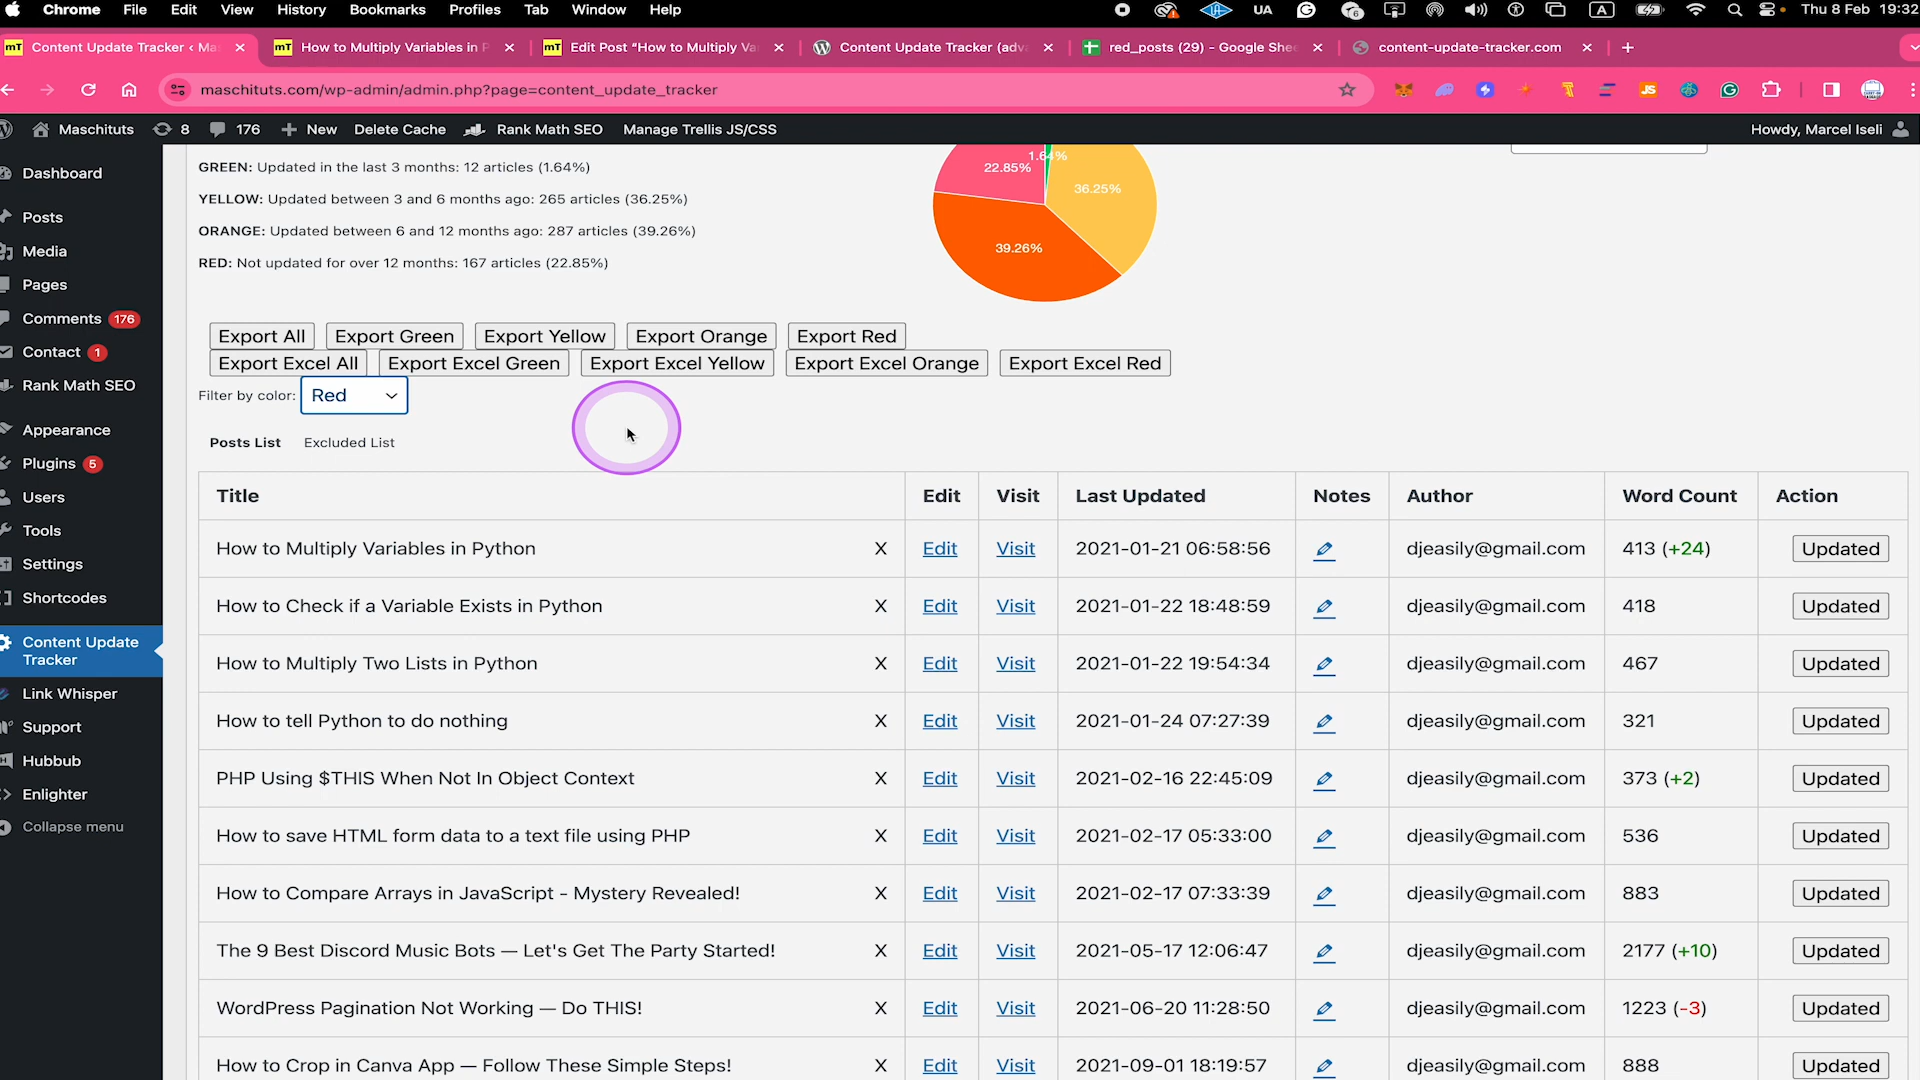 Chrome File Edit View History Bookmarks Profiles Tab Window Help UA A Thu 8 Feb 19:32
mT Content Update Tracker ‹ Ma mT How to Multiply Variables in P mT Edit Post “How to Multiply Va Content Update Tracker (adv red_posts (29) - Google She content-update-tracker.com
maschituts.com/wp-admin/admin.php?page=content_update_tracker
Maschituts 8 176 New Delete Cache Rank Math SEO Manage Trellis JS/CSS Howdy, Marcel Iseli
Dashboard
Posts
Media
Pages
Comments 176
Contact 1
Rank Math SEO
Appearance
Plugins 5
Users
Tools
Settings
Shortcodes
Content Update
Tracker
Link Whisper
Support
Hubbub
Enlighter
Collapse menu
GREEN: Updated in the last 3 months: 12 articles (1.64%)
YELLOW: Updated between 3 and 6 months ago: 265 articles (36.25%)
ORANGE: Updated between 6 and 12 months ago: 287 articles (39.26%)
RED: Not updated for over 12 months: 167 articles (22.85%)
1.64%
22.85%
36.25%
39.26%
Export All Export Green Export Yellow Export Orange Export Red
Export Excel All Export Excel Green Export Excel Yellow Export Excel Orange Export Excel Red
Filter by color: Red
Posts List Excluded List
Title Edit Visit Last Updated Notes Author Word Count Action
How to Multiply Variables in Python X Edit Visit 2021-01-21 06:58:56 djeasily@gmail.com 413 (+24) Updated
How to Check if a Variable Exists in Python X Edit Visit 2021-01-22 18:48:59 djeasily@gmail.com 418 Updated
How to Multiply Two Lists in Python X Edit Visit 2021-01-22 19:54:34 djeasily@gmail.com 467 Updated
How to tell Python to do nothing X Edit Visit 2021-01-24 07:27:39 djeasily@gmail.com 321 Updated
PHP Using $THIS When Not In Object Context X Edit Visit 2021-02-16 22:45:09 djeasily@gmail.com 373 (+2) Updated
How to save HTML form data to a text file using PHP X Edit Visit 2021-02-17 05:33:00 djeasily@gmail.com 536 Updated
How to Compare Arrays in JavaScript - Mystery Revealed! X Edit Visit 2021-02-17 07:33:39 djeasily@gmail.com 883 Updated
The 9 Best Discord Music Bots — Let's Get The Party Started! X Edit Visit 2021-05-17 12:06:47 djeasily@gmail.com 2177 (+10) Updated
WordPress Pagination Not Working — Do THIS! X Edit Visit 2021-06-20 11:28:50 djeasily@gmail.com 1223 (-3) Updated
How to Crop in Canva App — Follow These Simple Steps! X Edit Visit 2021-09-01 18:19:57 djeasily@gmail.com 888 Updated